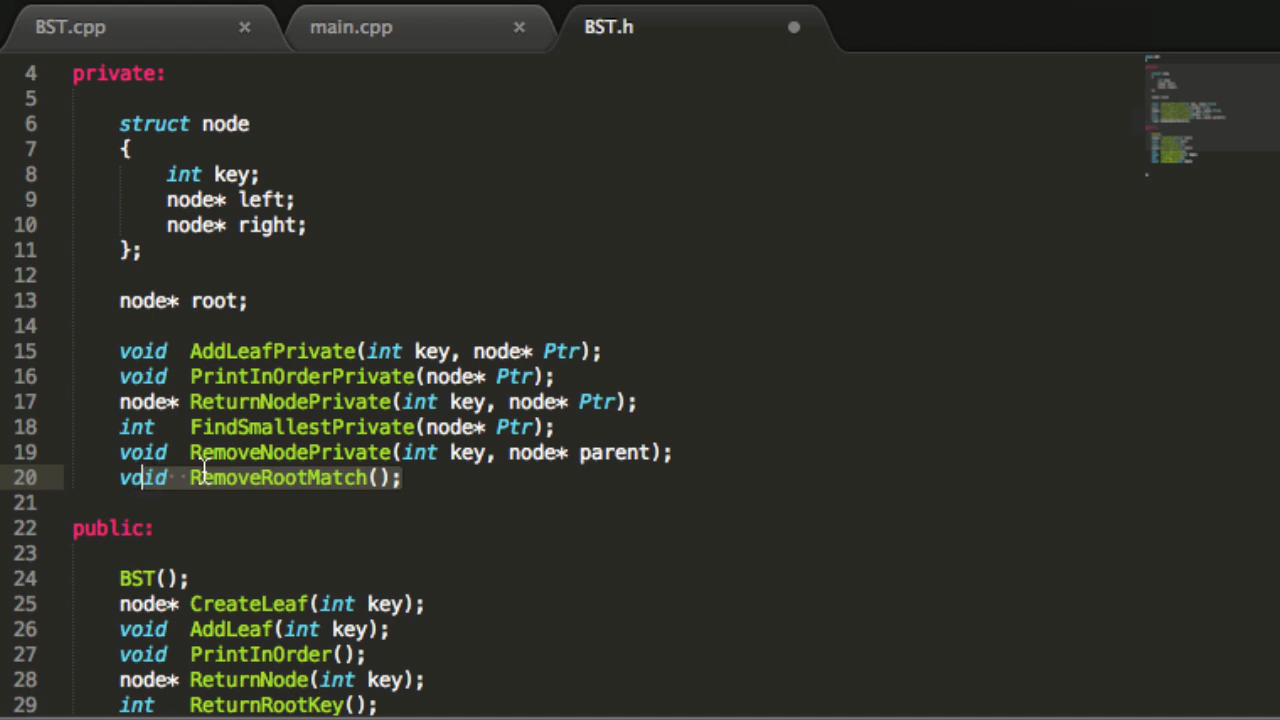 BST.cpp × main.cpp × BST.h
4 private:
5
6 struct node
7 {
8 int key;
9 node* left;
10 node* right;
11 };
12
13 node* root;
14
15 void AddLeafPrivate(int key, node* Ptr);
16 void PrintInOrderPrivate(node* Ptr);
17 node* ReturnNodePrivate(int key, node* Ptr);
18 int FindSmallestPrivate(node* Ptr);
19 void RemoveNodePrivate(int key, node* parent);
20 void RemoveRootMatch();
21
22 public:
23
24 BST();
25 node* CreateLeaf(int key);
26 void AddLeaf(int key);
27 void PrintInOrder();
28 node* ReturnNode(int key);
29 int ReturnRootKey();